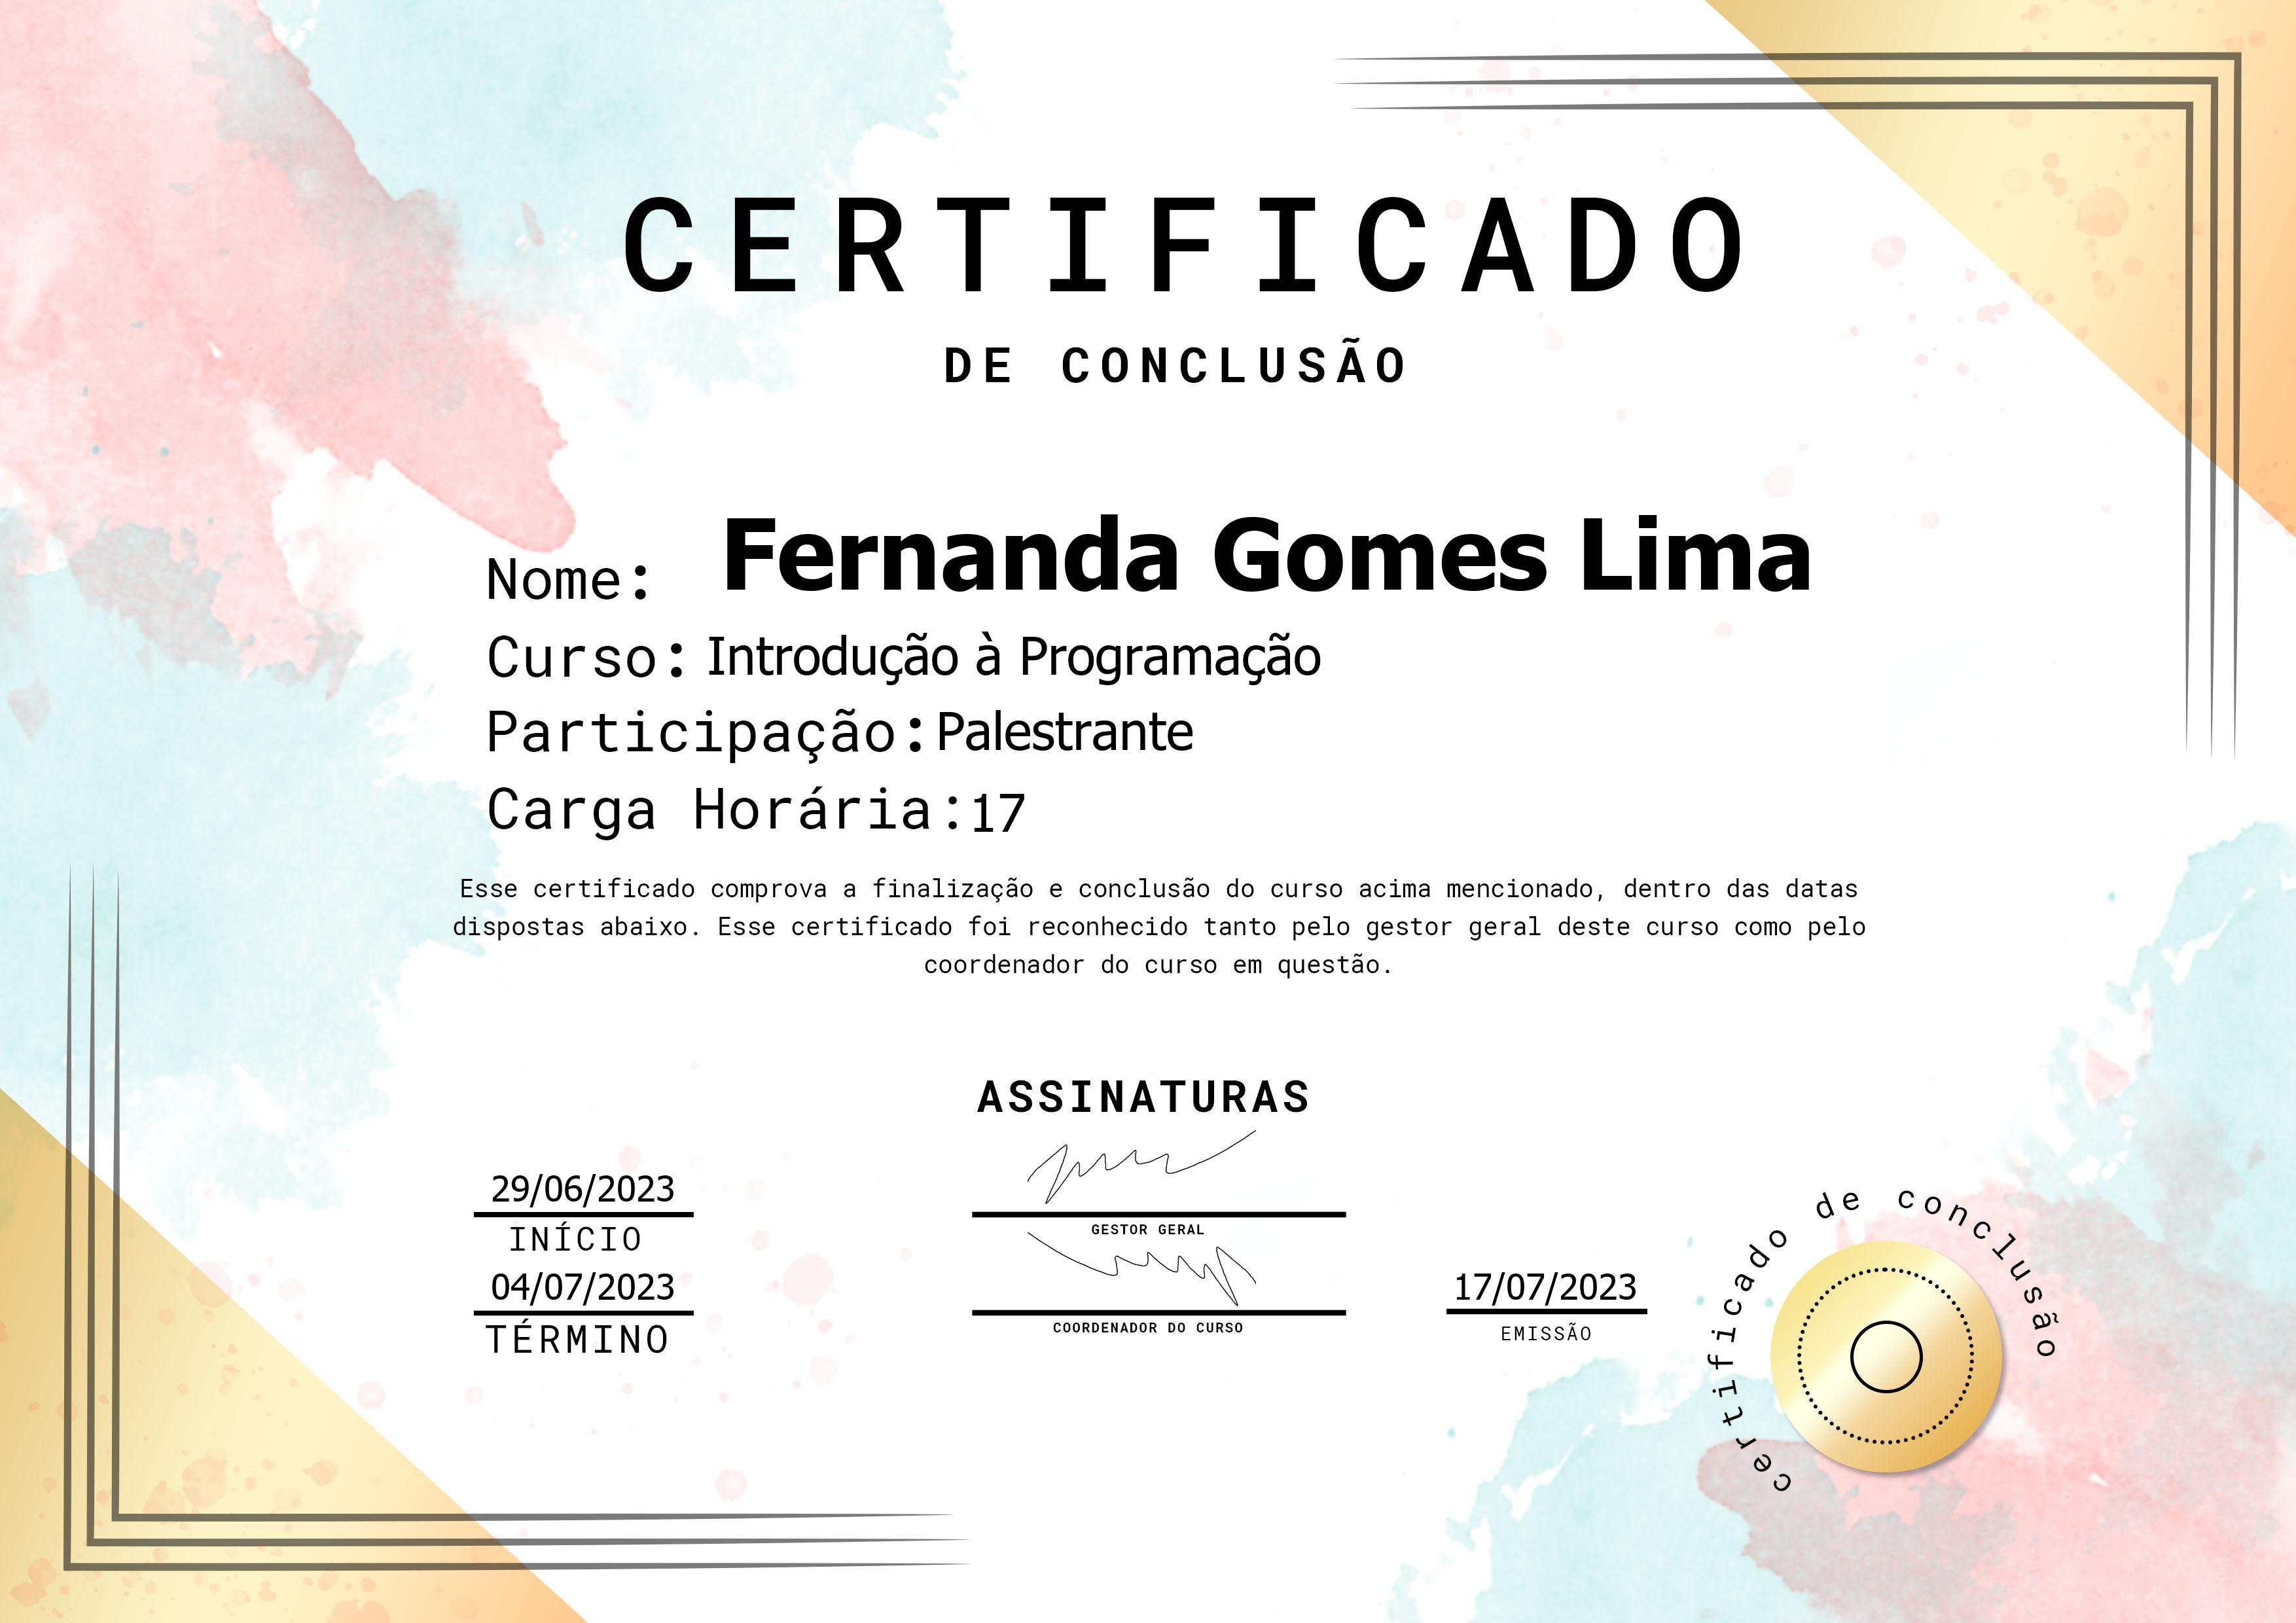 CERTIFICADO
DE CONCLUSÃO
Nome: Fernanda Gomes Lima
Curso: Introdução à Programação
Participação: Palestrante
Carga Horária: 17
Esse certificado comprova a finalização e conclusão do curso acima mencionado, dentro das datas
dispostas abaixo. Esse certificado foi reconhecido tanto pelo gestor geral deste curso como pelo
coordenador do curso em questão.
ASSINATURAS
29/06/2023
INÍCIO
04/07/2023
TÉRMINO
GESTOR GERAL
COORDENADOR DO CURSO
17/07/2023
EMISSÃO
certificado de conclusão